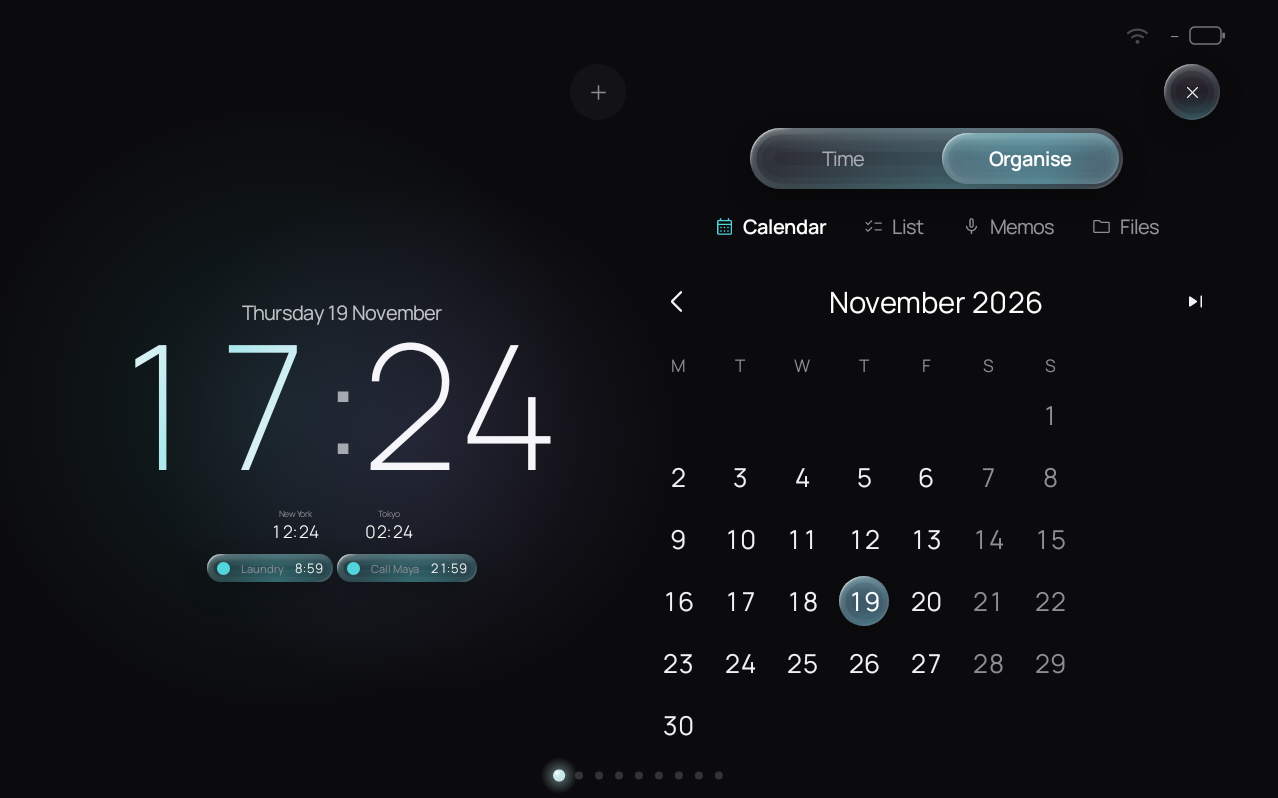 Time Organise
Calendar List Memos Files
November 2026
M T W T F S S
1
2 3 4 5 6 7 8
9 10 11 12 13 14 15
16 17 18 19 20 21 22
23 24 25 26 27 28 29
30
Thursday 19 November
17:24
New York Tokyo
12:24 02:24
Laundry 8:59 Call Maya 21:59